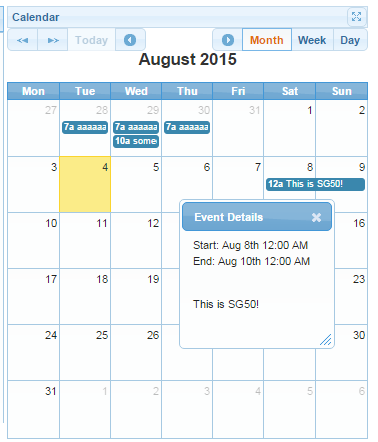 Calendar
Today Month Week Day
August 2015
Mon Tue Wed Thu Fri Sat Sun
27 28 29 30 31 1 2
7a aaaaaa 7a aaaaaa 7a aaaaaa
10a some
3 4 5 6 7 8 9
12a This is SG50!
10 11 12
Event Details
Start: Aug 8th 12:00 AM
End: Aug 10th 12:00 AM
This is SG50!
17 18 19 23
24 25 26 30
31 1 2 3 4 5 6